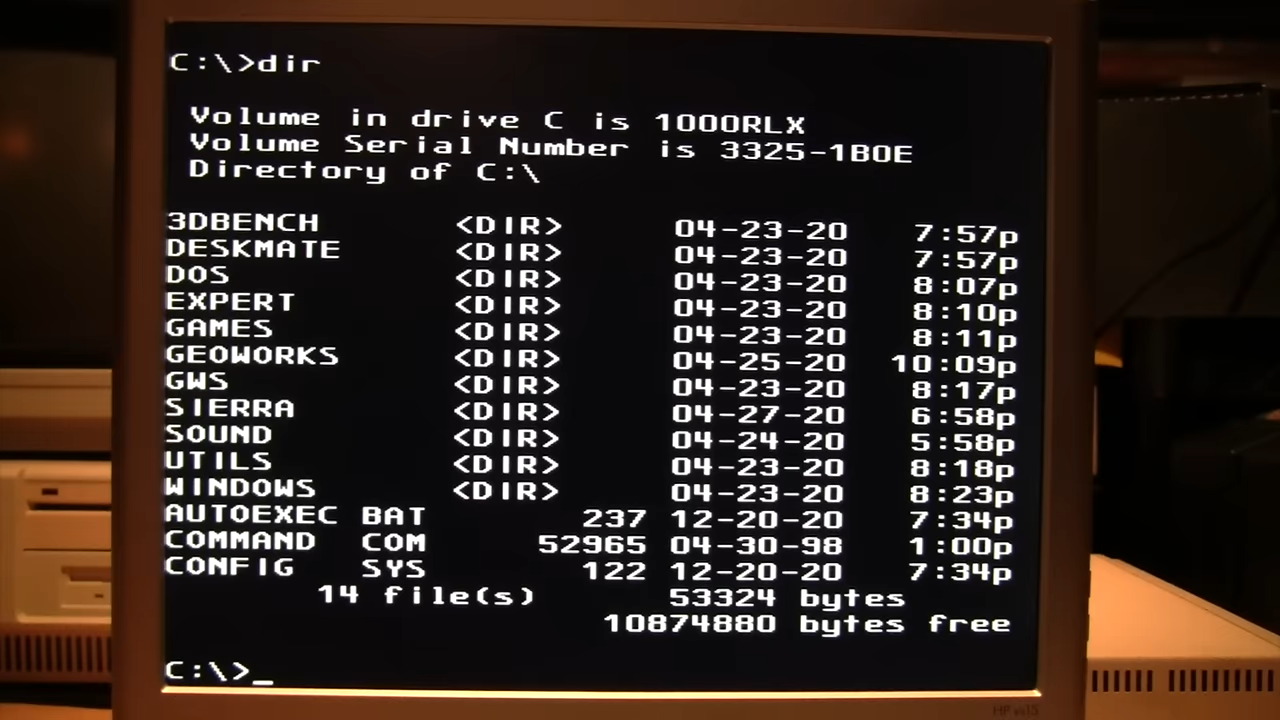 C:\>dir
Volume in drive C is 1000RLX
Volume Serial Number is 3325-1B0E
Directory of C:\
3DBENCH <DIR> 04-23-20 7:57p
DESKMATE <DIR> 04-23-20 7:57p
DOS <DIR> 04-23-20 8:07p
EXPERT <DIR> 04-23-20 8:10p
GAMES <DIR> 04-23-20 8:11p
GEOWORKS <DIR> 04-25-20 10:09p
GWS <DIR> 04-23-20 8:17p
SIERRA <DIR> 04-27-20 6:58p
SOUND <DIR> 04-24-20 5:58p
UTILS <DIR> 04-23-20 8:18p
WINDOWS <DIR> 04-23-20 8:23p
AUTOEXEC BAT 237 12-20-20 7:34p
COMMAND COM 52965 04-30-98 1:00p
CONFIG SYS 122 12-20-20 7:34p
14 file(s) 53324 bytes
10874880 bytes free
C:\>_
HP vs15